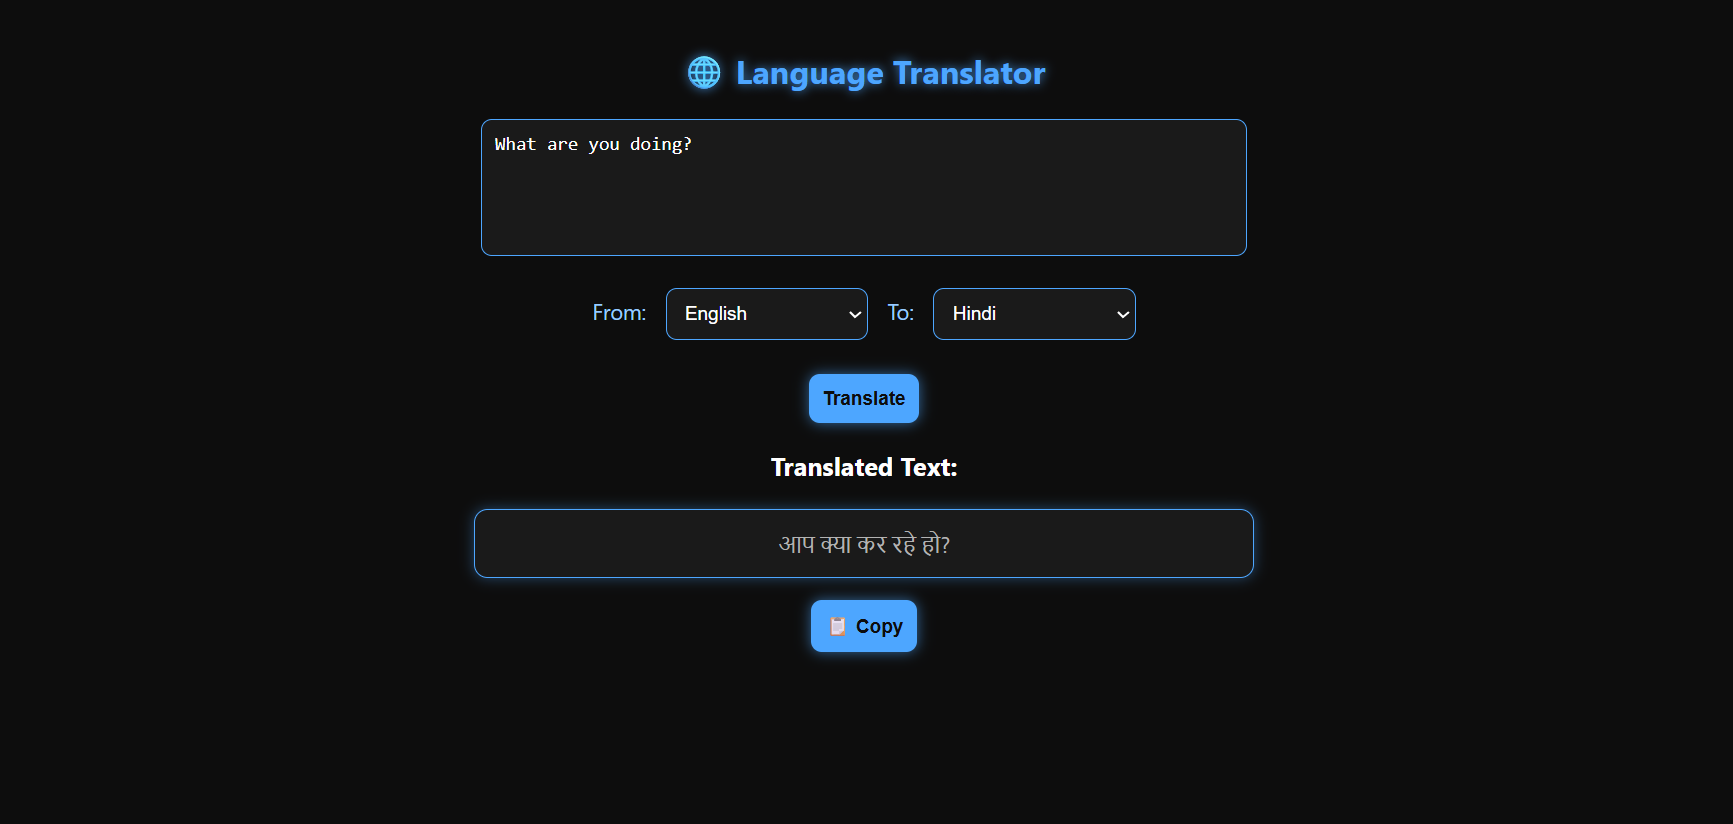 🌐 Language Translator
What are you doing?
From: English To: Hindi
Translate
Translated Text:
आप क्या कर रहे हो?
📋 Copy